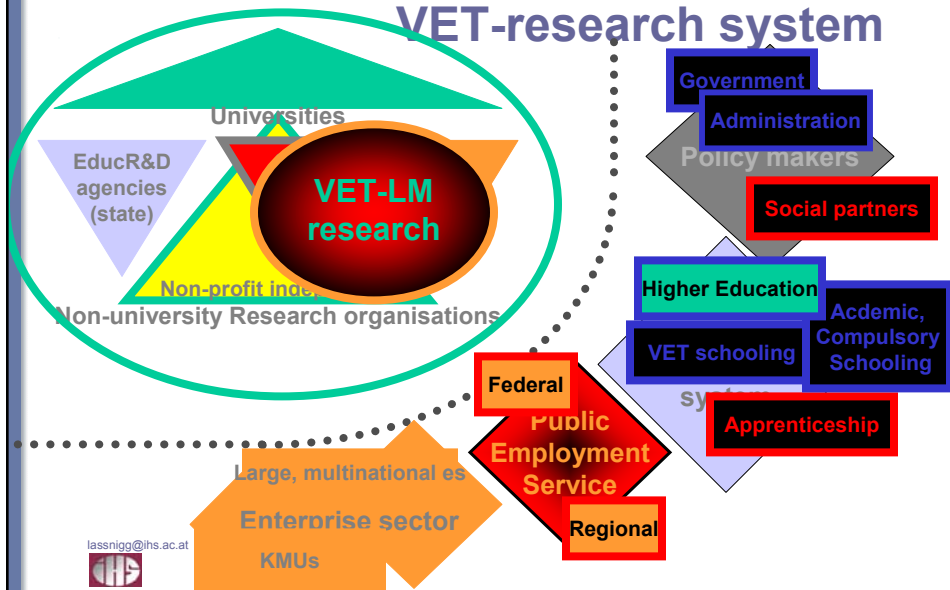 VET-research system
Universities
EducR&D
agencies
(state)
VET-LM
research
Non-profit
Non-university Research organisations
Government
Administration
Policy makers
Social partners
Higher Education
Acdemic,
Compulsory
Schooling
VET schooling
system
Apprenticeship
Federal
Public
Employment
Service
Regional
Large, multinational es
Enterprise sector
KMUs
lassnigg@ihs.ac.at
IHS